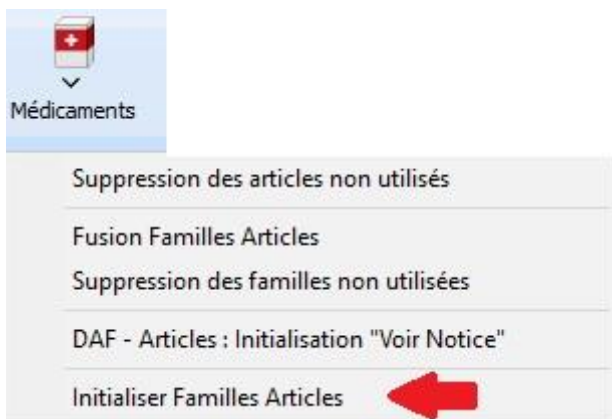 Médicaments
Suppression des articles non utilisés
Fusion Familles Articles
Suppression des familles non utilisées
DAF - Articles : Initialisation "Voir Notice"
Initialiser Familles Articles